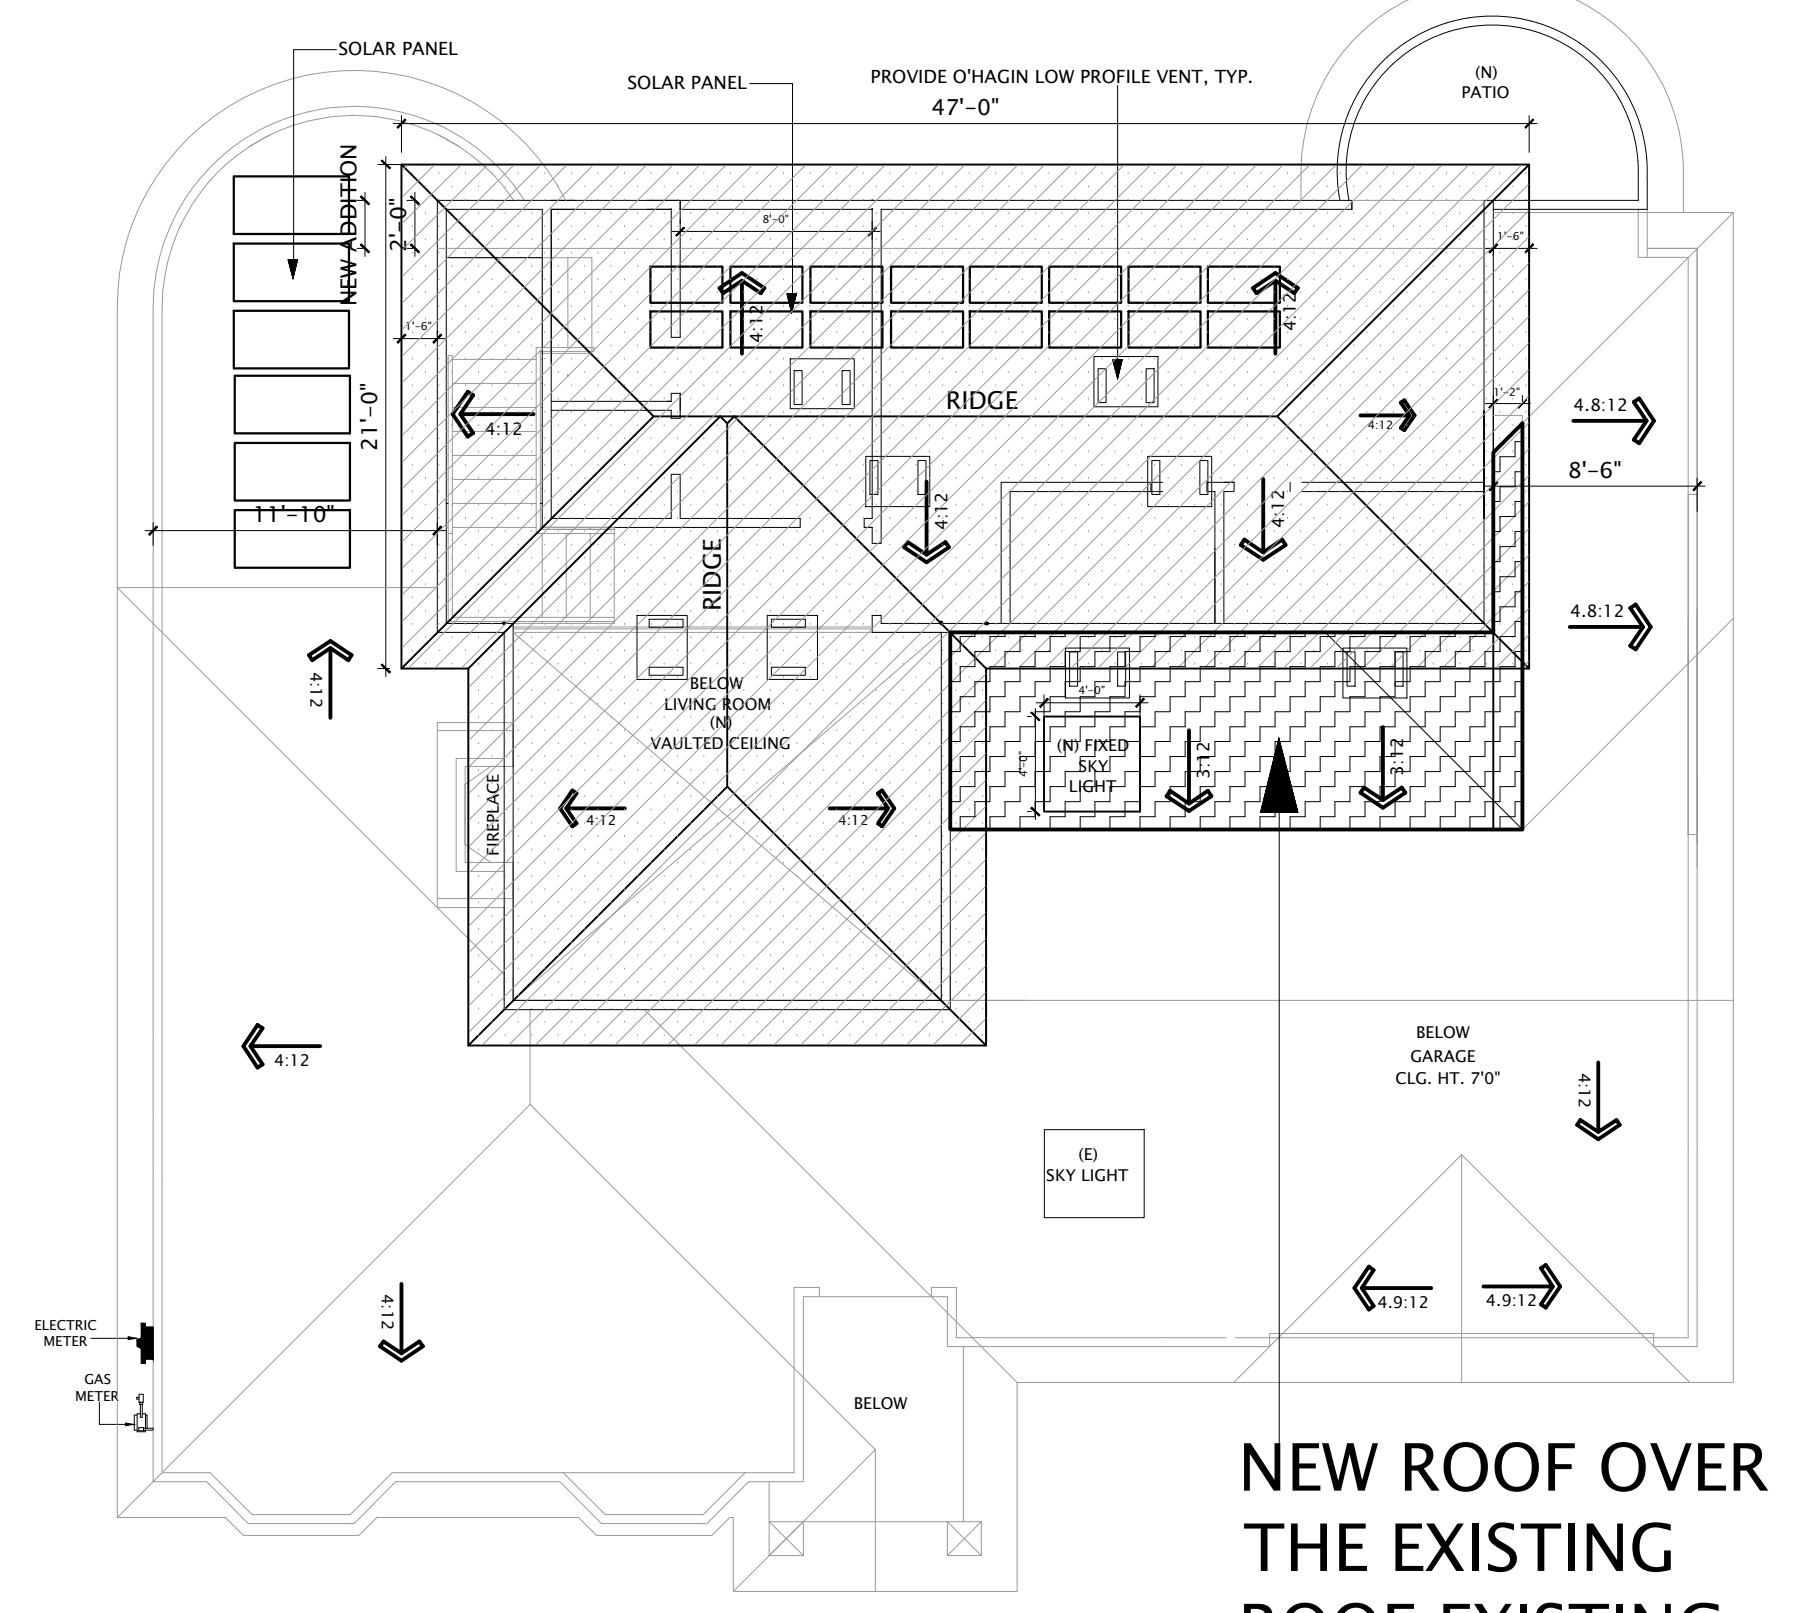 SOLAR PANEL
SOLAR PANEL
PROVIDE O'HAGIN LOW PROFILE VENT, TYP.
47'-0"
(N)
PATIO
NEW ADDITION
2'-0"
8'-0"
1'-6"
1'-6"
4:12
4:12
21'-0"
RIDGE
4:12
4:12
1'-2"
4.8:12
8'-6"
11'-10"
4:12
4:12
RIDGE
4.8:12
4:12
BELOW
LIVING ROOM
(N)
VAULTED CEILING
4'-0"
4'-0"
(N) FIXED
SKY
LIGHT
3:12
3:12
FIREPLACE
4:12
4:12
4:12
BELOW
GARAGE
CLG. HT. 7'0"
4:12
(E)
SKY LIGHT
4:12
4.9:12
4.9:12
ELECTRIC
METER
GAS
METER
BELOW
NEW ROOF OVER
THE EXISTING
ROOF EXISTING